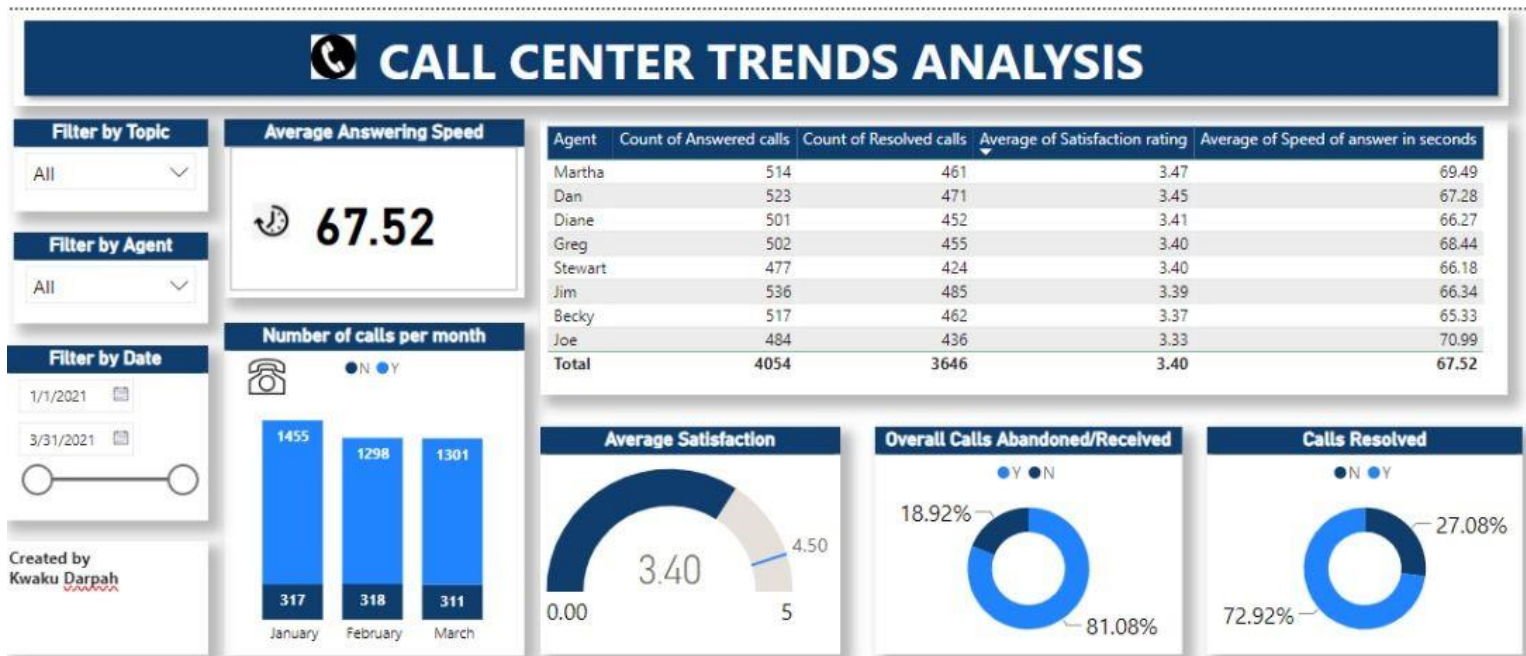 CALL CENTER TRENDS ANALYSIS
Filter by Topic
All
Filter by Agent
All
Filter by Date
1/1/2021
3/31/2021
Created by
Kwaku Darpah
Average Answering Speed
67.52
Number of calls per month
N Y
1455 1298 1301
317 318 311
January February March
Agent Count of Answered calls Count of Resolved calls Average of Satisfaction rating Average of Speed of answer in seconds
Martha 514 461 3.47 69.49
Dan 523 471 3.45 67.28
Diane 501 452 3.41 66.27
Greg 502 455 3.40 68.44
Stewart 477 424 3.40 66.18
Jim 536 485 3.39 66.34
Becky 517 462 3.37 65.33
Joe 484 436 3.33 70.99
Total 4054 3646 3.40 67.52
Average Satisfaction
4.50
3.40
0.00 5
Overall Calls Abandoned/Received
Y N
18.92%
81.08%
Calls Resolved
N Y
27.08%
72.92%